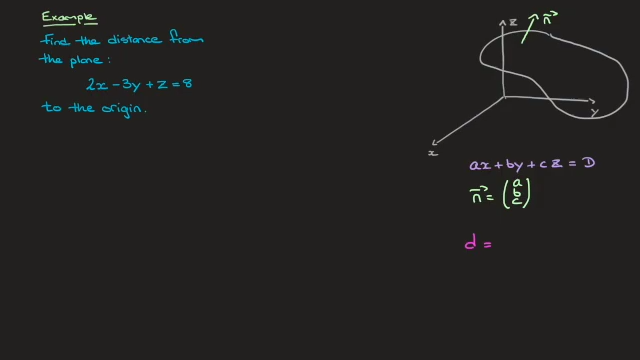 Example
Find the distance from
the plane:
2x - 3y + z = 8
to the origin.
z
n⃗
y
x
ax + by + cz = D
n⃗ = (a b c)
d =